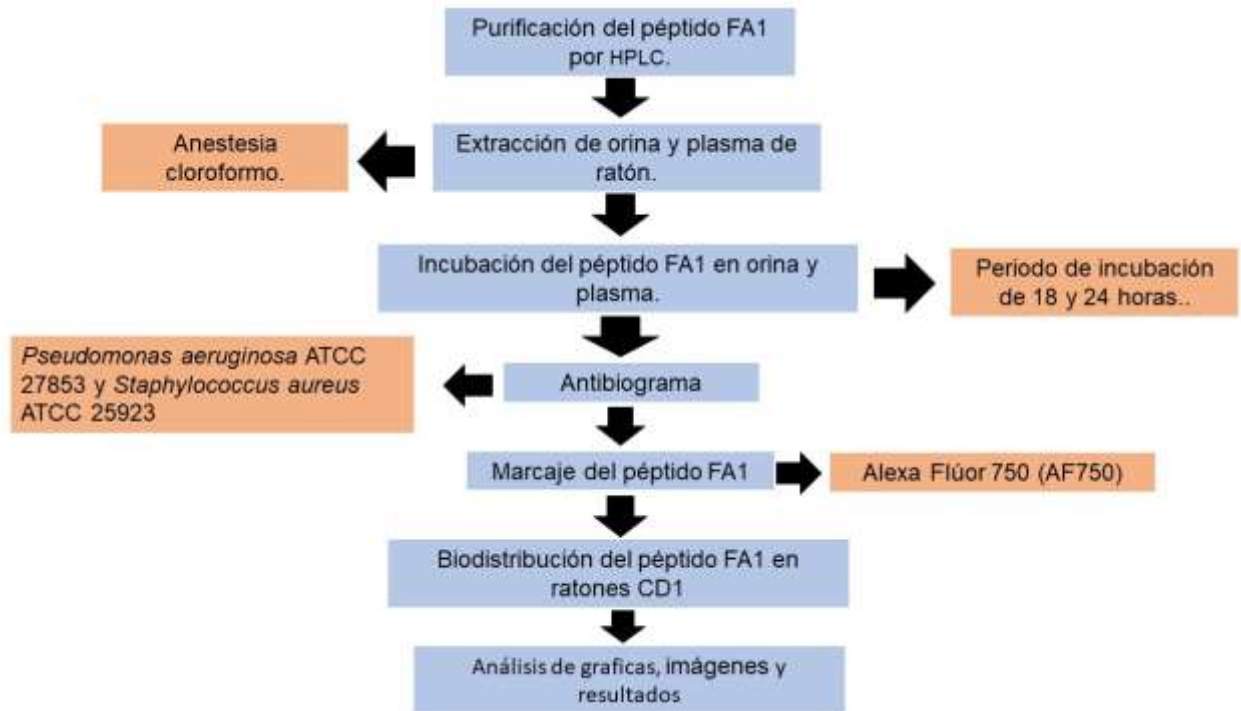 Purificación del péptido FA1
por HPLC.
Anestesia
cloroformo.
Extracción de orina y plasma de
ratón.
Incubación del péptido FA1 en orina y
plasma.
Periodo de incubación
de 18 y 24 horas..
Pseudomonas aeruginosa ATCC
27853 y Staphylococcus aureus
ATCC 25923
Antibiograma
Marcaje del péptido FA1
Alexa Flúor 750 (AF750)
Biodistribución del péptido FA1 en
ratones CD1
Análisis de graficas, imágenes y
resultados